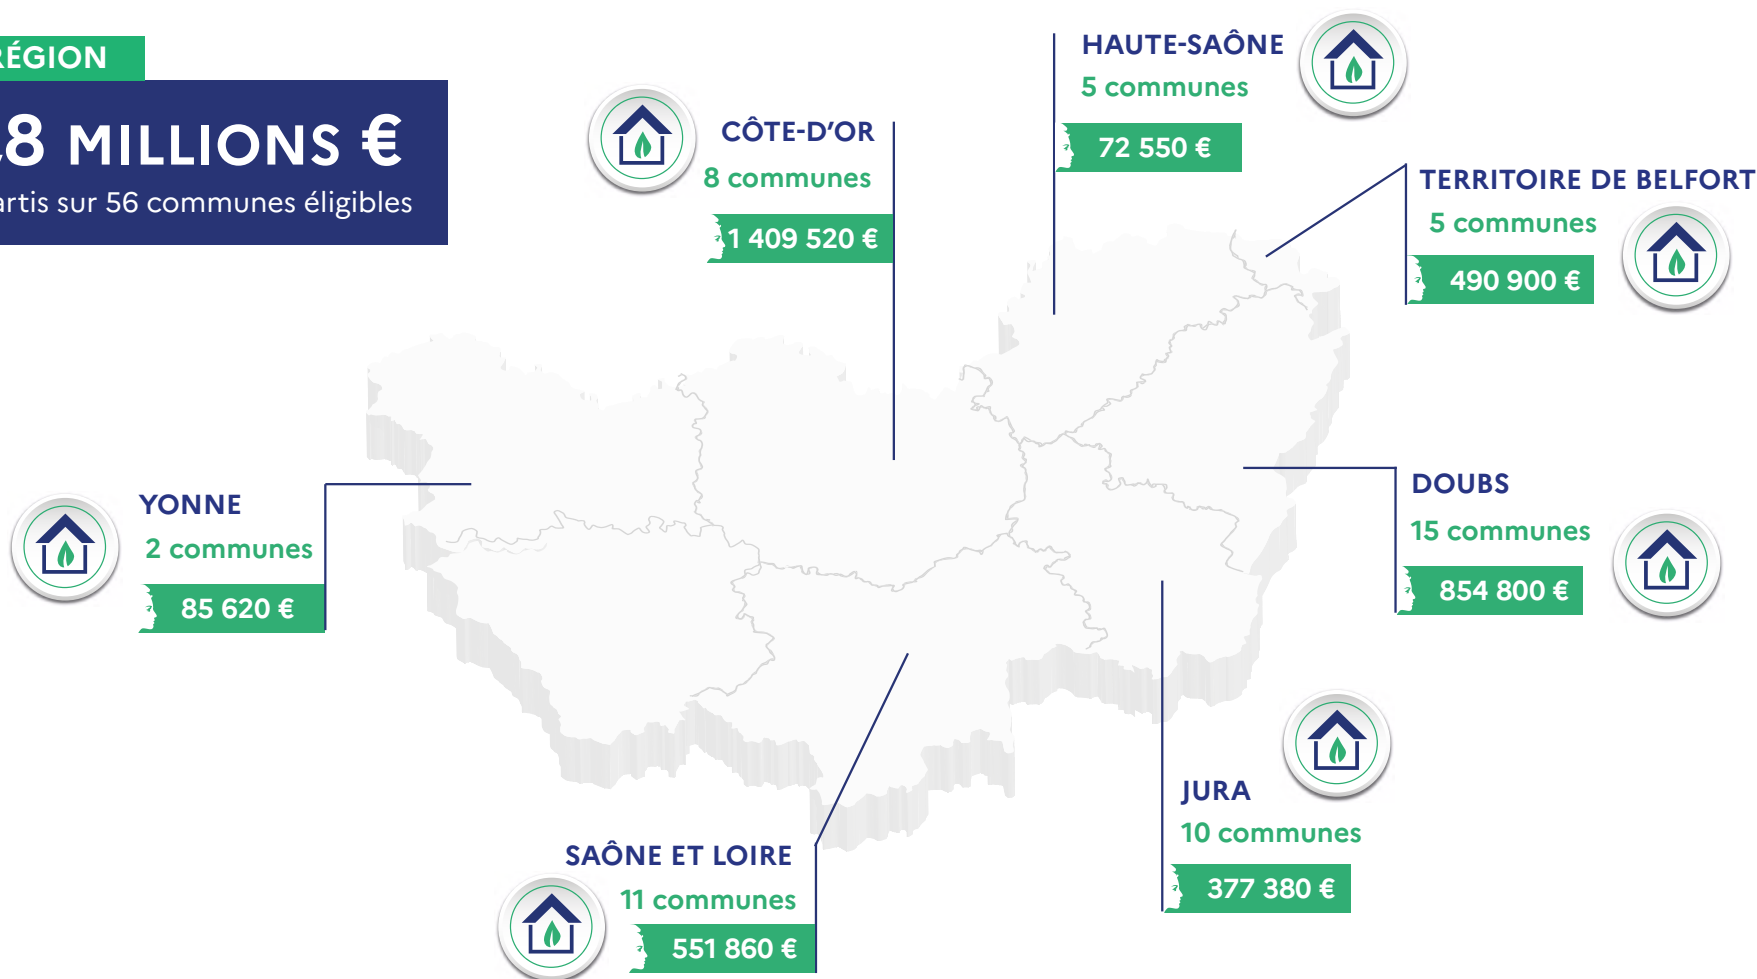 RÉGION
8 MILLIONS €
artis sur 56 communes éligibles
HAUTE-SAÔNE
5 communes
72 550 €
CÔTE-D'OR
8 communes
1 409 520 €
TERRITOIRE DE BELFORT
5 communes
490 900 €
YONNE
2 communes
85 620 €
DOUBS
15 communes
854 800 €
JURA
10 communes
377 380 €
SAÔNE ET LOIRE
11 communes
551 860 €